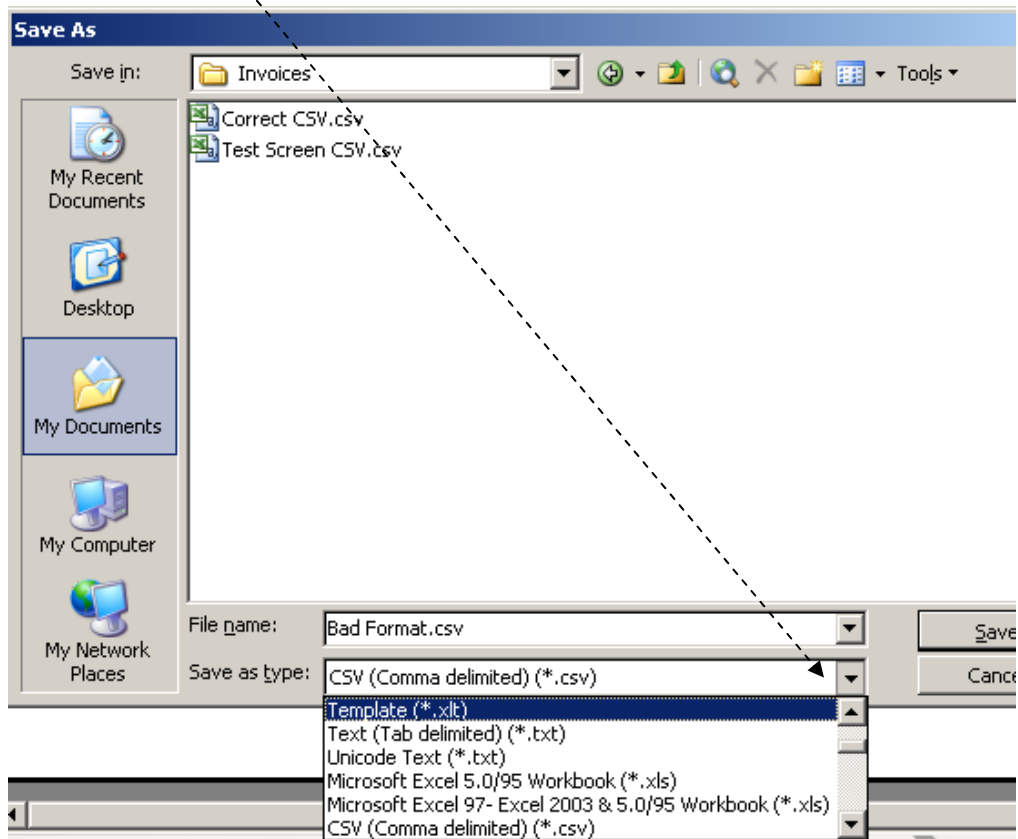 Save As
Save in:
Invoices
Tools
Correct CSV.csv
Test Screen CSV.csv
My Recent
Documents
Desktop
My Documents
My Computer
My Network
Places
File name:
Bad Format.csv
Save
Save as type:
CSV (Comma delimited) (*.csv)
Cance
Template (*.xlt)
Text (Tab delimited) (*.txt)
Unicode Text (*.txt)
Microsoft Excel 5.0/95 Workbook (*.xls)
Microsoft Excel 97- Excel 2003 & 5.0/95 Workbook (*.xls)
CSV (Comma delimited) (*.csv)